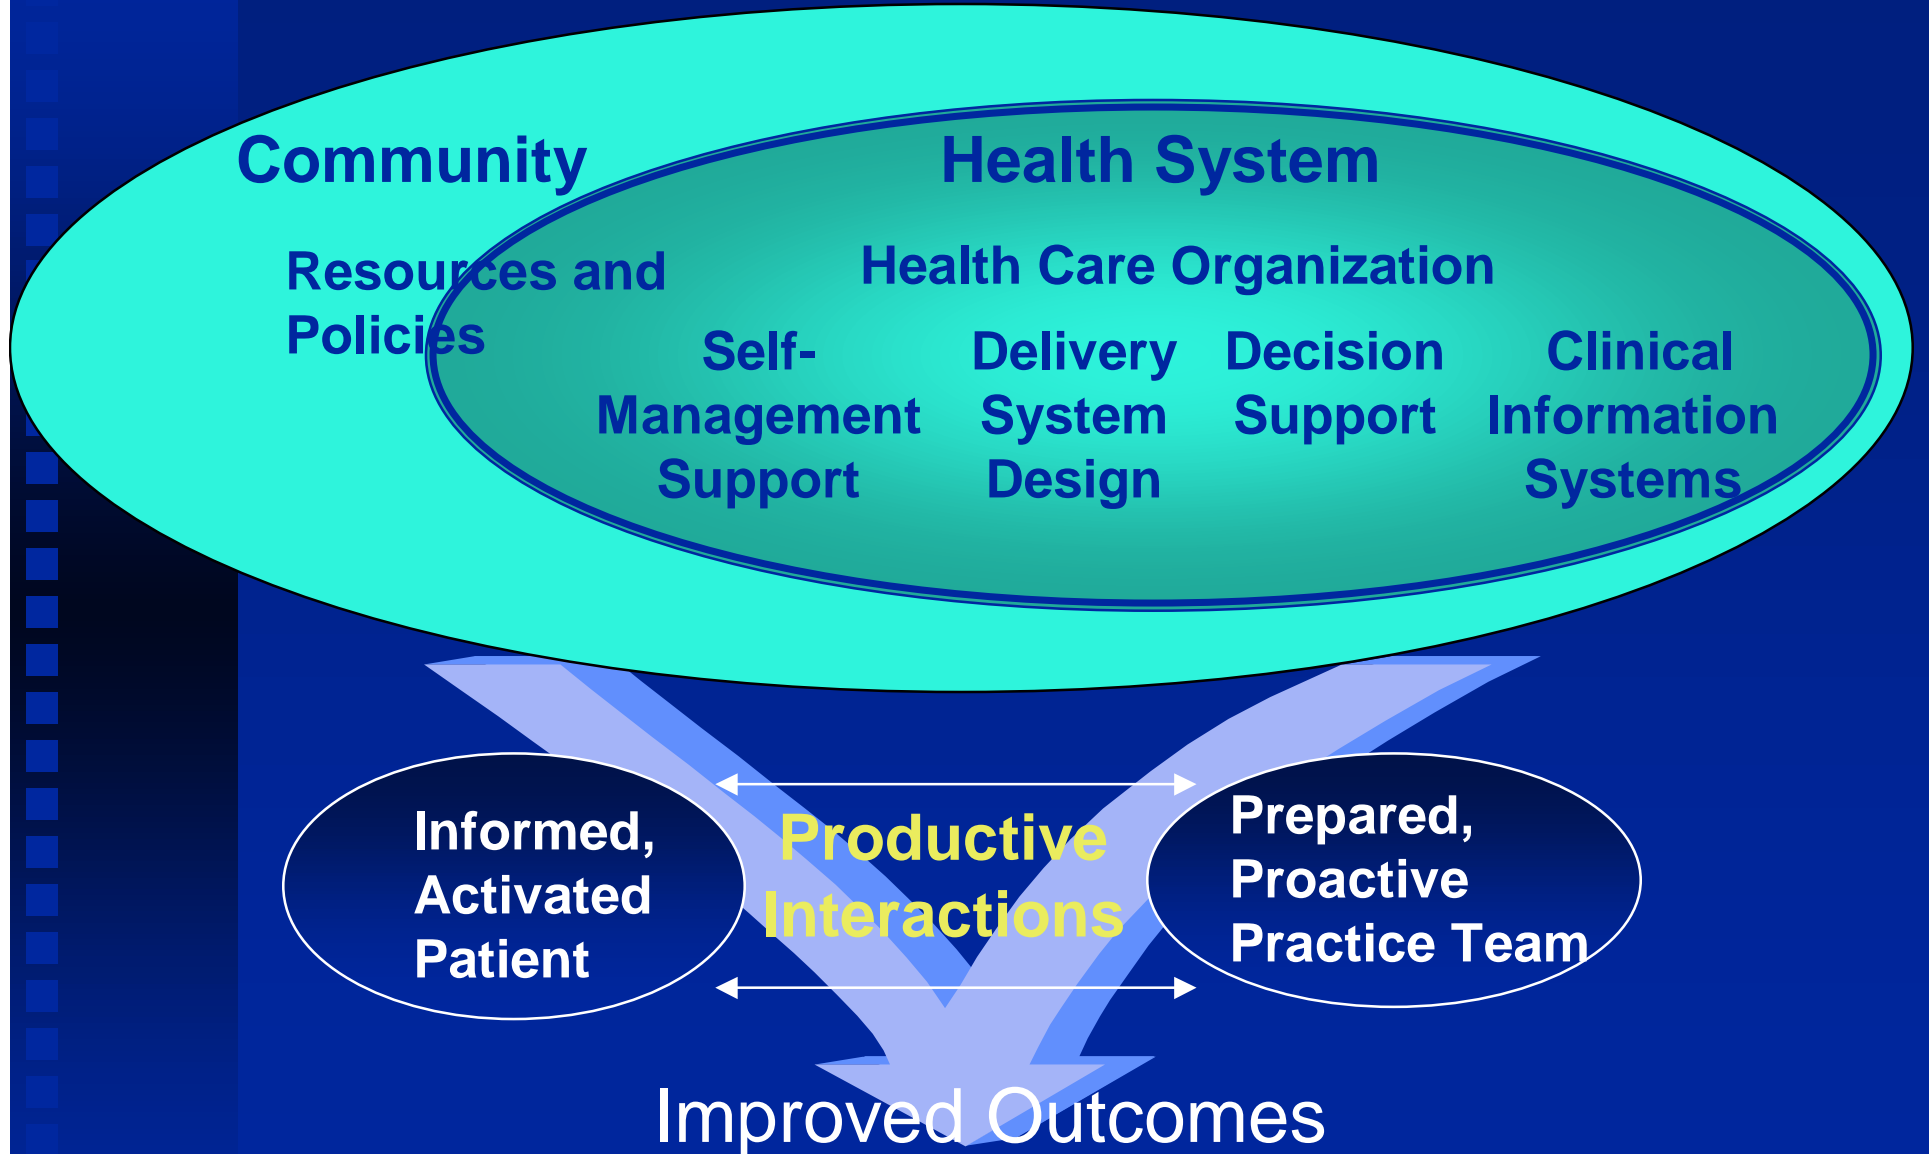 Community
Health System
Resources and
Policies
Health Care Organization
Self-
Management
Support
Delivery
System
Design
Decision
Support
Clinical
Information
Systems
Informed,
Activated
Patient
Productive
Interactions
Prepared,
Proactive
Practice Team
Improved Outcomes